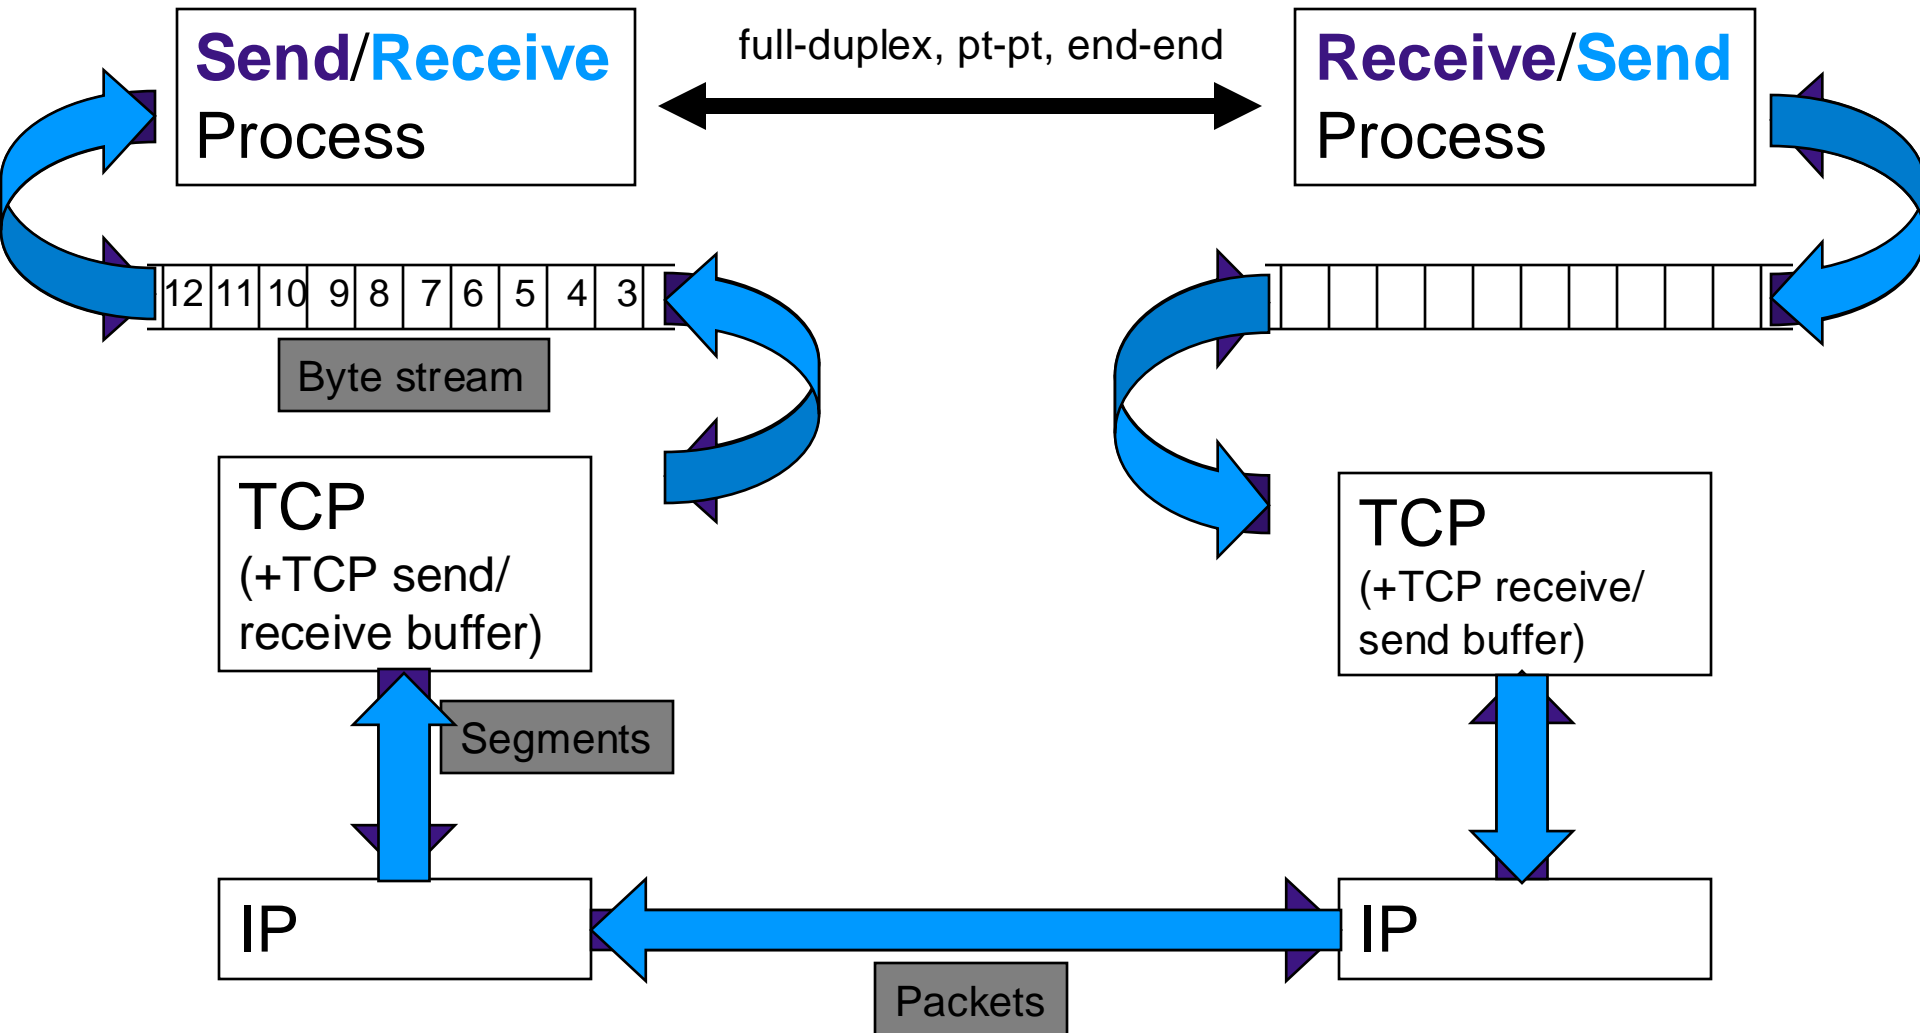 Send/Receive
Process
full-duplex, pt-pt, end-end
Receive/Send
Process
12 11 10 9 8 7 6 5 4 3
Byte stream
TCP
(+TCP send/
receive buffer)
TCP
(+TCP receive/
send buffer)
Segments
IP
IP
Packets